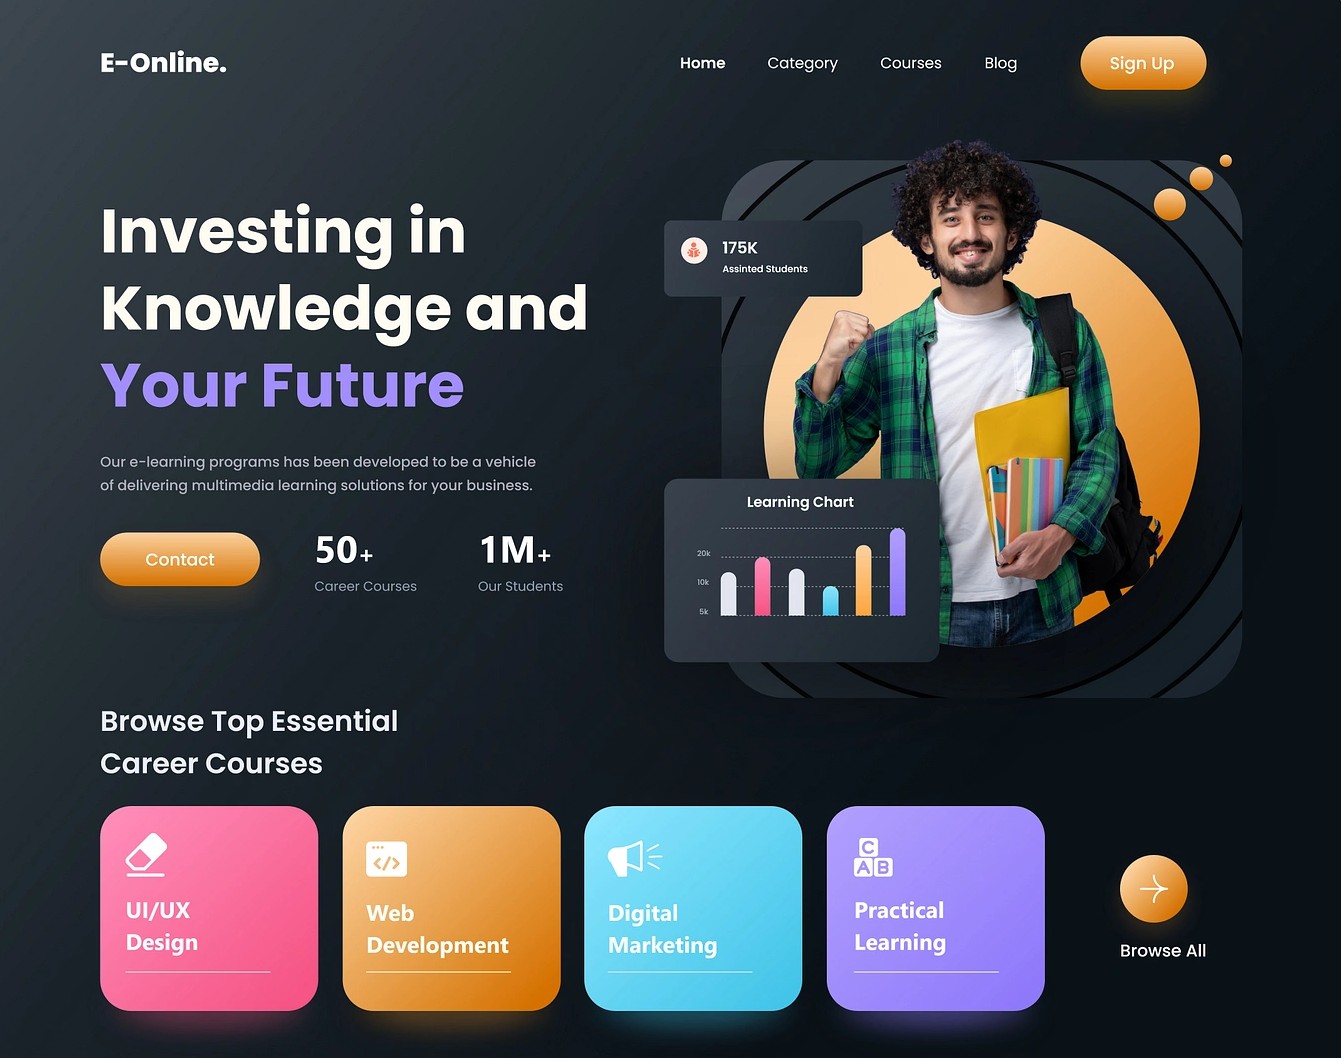 E-Online.
Home
Category
Courses
Blog
Sign Up
Investing in
Knowledge and
Your Future
Our e-learning programs has been developed to be a vehicle
of delivering multimedia learning solutions for your business.
Contact
50+
Career Courses
1M+
Our Students
175K
Assinted Students
Learning Chart
20k
10k
5k
Browse Top Essential
Career Courses
UI/UX
Design
</>
Web
Development
Digital
Marketing
C
A B
Practical
Learning
Browse All